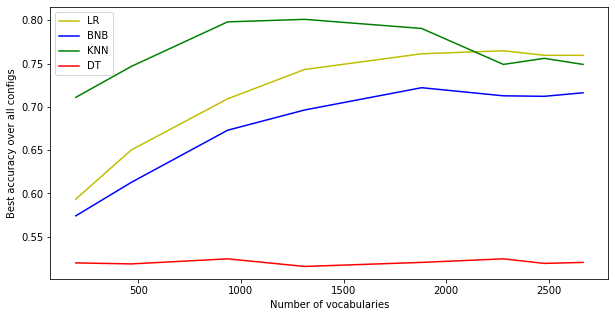 LR
BNB
KNN
DT
Best accuracy over all configs
0.80
0.75
0.70
0.65
0.60
0.55
500
1000
1500
2000
2500
Number of vocabularies